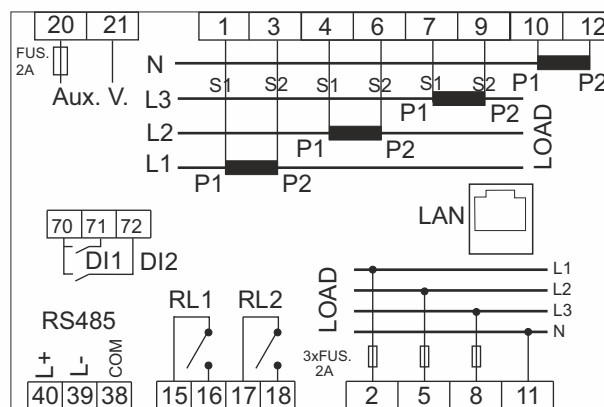 20 21 1 3 4 6 7 9 10 12
FUS.
2A
Aux. V.
N
S1 S2 S1 S2 S1 S2
P1 P2
L3
P1 P2
L2
P1 P2
L1
P1 P2
LOAD
LAN
70 71 72
DI1 DI2
RS485
L+ L- COM
40 39 38
RL1 RL2
15 16 17 18
LOAD
L1
L2
L3
N
3xFUS.
2A
2 5 8 11